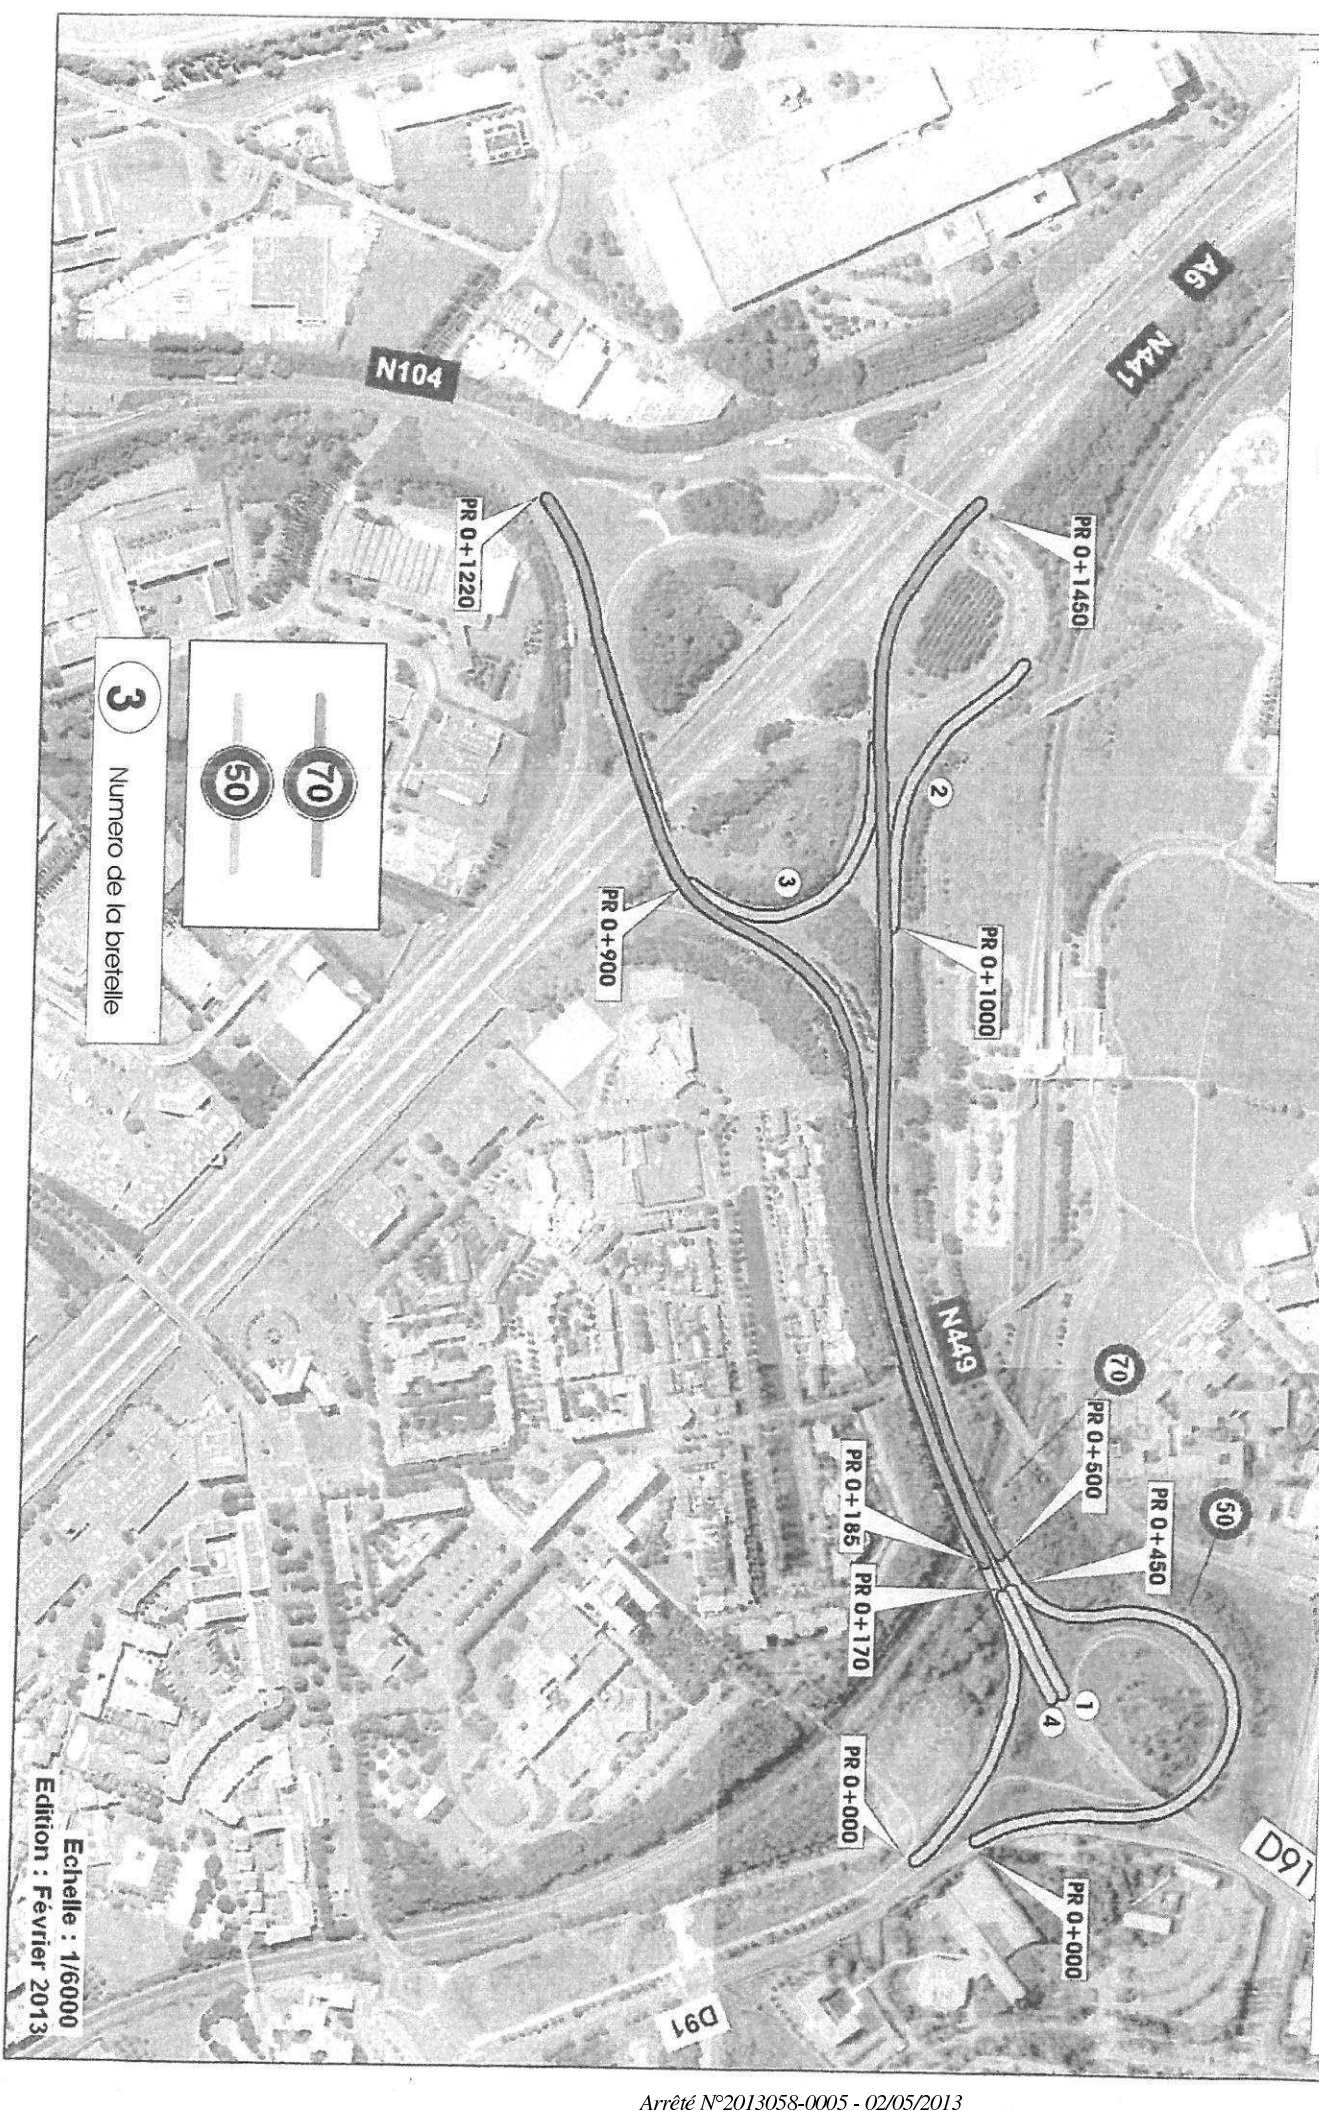 A6
N441
N104
PR 0+1450
PR 0+1220
2
3
PR 0+1000
PR 0+900
70
50
3 Numero de la bretelle
N449
70
PR 0+500
50
PR 0+450
PR 0+185
PR 0+170
1
4
PR 0+000
PR 0+000
D91
D91
Echelle : 1/6000
Edition : Février 2013
Arrêté N°2013058-0005 - 02/05/2013